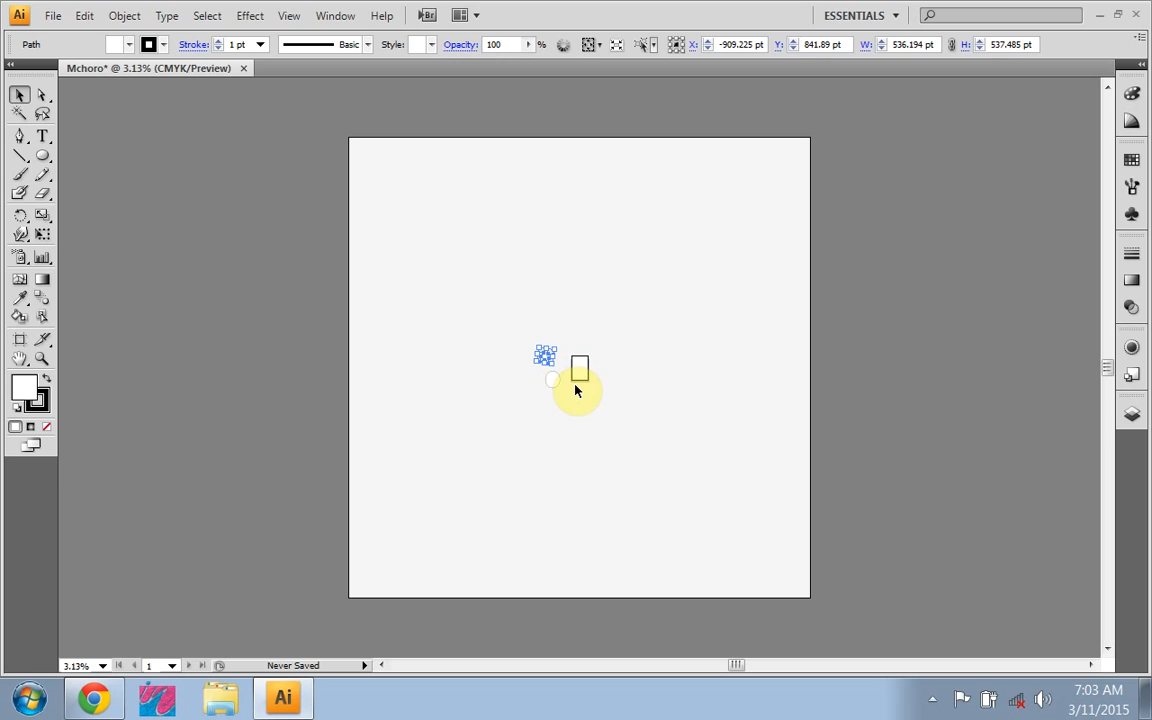 Ai File Edit Object Type Select Effect View Window Help Br ESSENTIALS
Path Stroke: 1 pt Basic Style: Opacity: 100 % X: -909.225 pt Y: 841.89 pt W: 536.194 pt H: 537.485 pt
Mchoro* @ 3.13% (CMYK/Preview)
T
3.13% 1 Never Saved
Ai 7:03 AM
3/11/2015